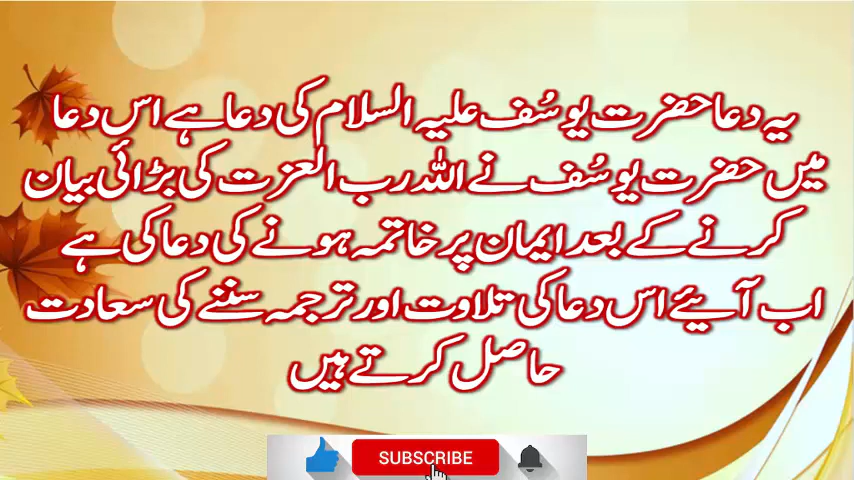 یہ دعا حضرت یوسُف علیہ السلام کی دعا ہے اس دعا
میں حضرت یوسُف نے اللہ رب العزت کی بڑائی بیان
کرنے کے بعد ایمان پر خاتمہ ہونے کی دعا کی ہے
اب آئیے اس دعا کی تلاوت اور ترجمہ سننے کی سعادت
حاصل کرتے ہیں
SUBSCRIBE